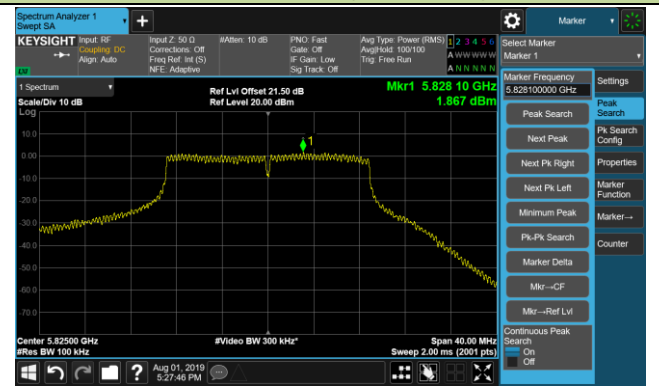 Spectrum Analyzer 1
Swept SA
KEYSIGHT
Input: RF
Coupling: DC
Align: Auto
Input Z: 50 Ω
Corrections: Off
Freq Ref: Int (S)
NFE: Adaptive
#Atten: 10 dB
PNO: Fast
Gate: Off
IF Gain: Low
Sig Track: Off
Avg Type: Power (RMS)
Avg|Hold: 100/100
Trig: Free Run
1 2 3 4 5 6
A W W W W W
A N N N N N
1 Spectrum
Scale/Div 10 dB
Log
Ref Lvl Offset 21.50 dB
Ref Level 20.00 dBm
Mkr1 5.828 10 GHz
1.867 dBm
1
10.0
0.00
-10.0
-20.0
-30.0
-40.0
-50.0
-60.0
-70.0
Center 5.82500 GHz
#Res BW 100 kHz
#Video BW 300 kHz*
Span 40.00 MHz
Sweep 2.00 ms (2001 pts)
?
Aug 01, 2019
5:27:46 PM
Marker
Select Marker
Marker 1
Marker Frequency
5.828100000 GHz
Peak Search
Next Peak
Next Pk Right
Next Pk Left
Minimum Peak
Pk-Pk Search
Marker Delta
Mkr→CF
Mkr→Ref Lvl
Continuous Peak
Search
On
Off
Settings
Peak
Search
Pk Search
Config
Properties
Marker
Function
Marker→
Counter